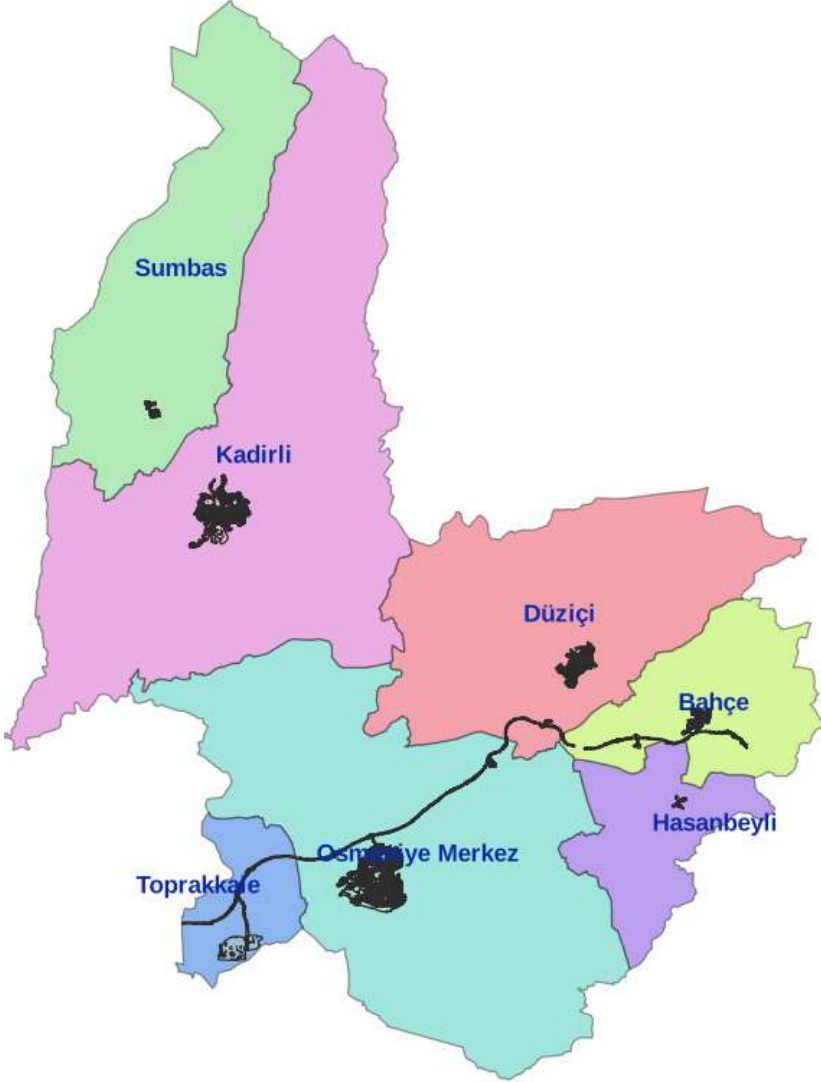 Sumbas
Kadirli
Düziçi
Bahçe
Hasanbeyli
Osmaniye Merkez
Toprakkale